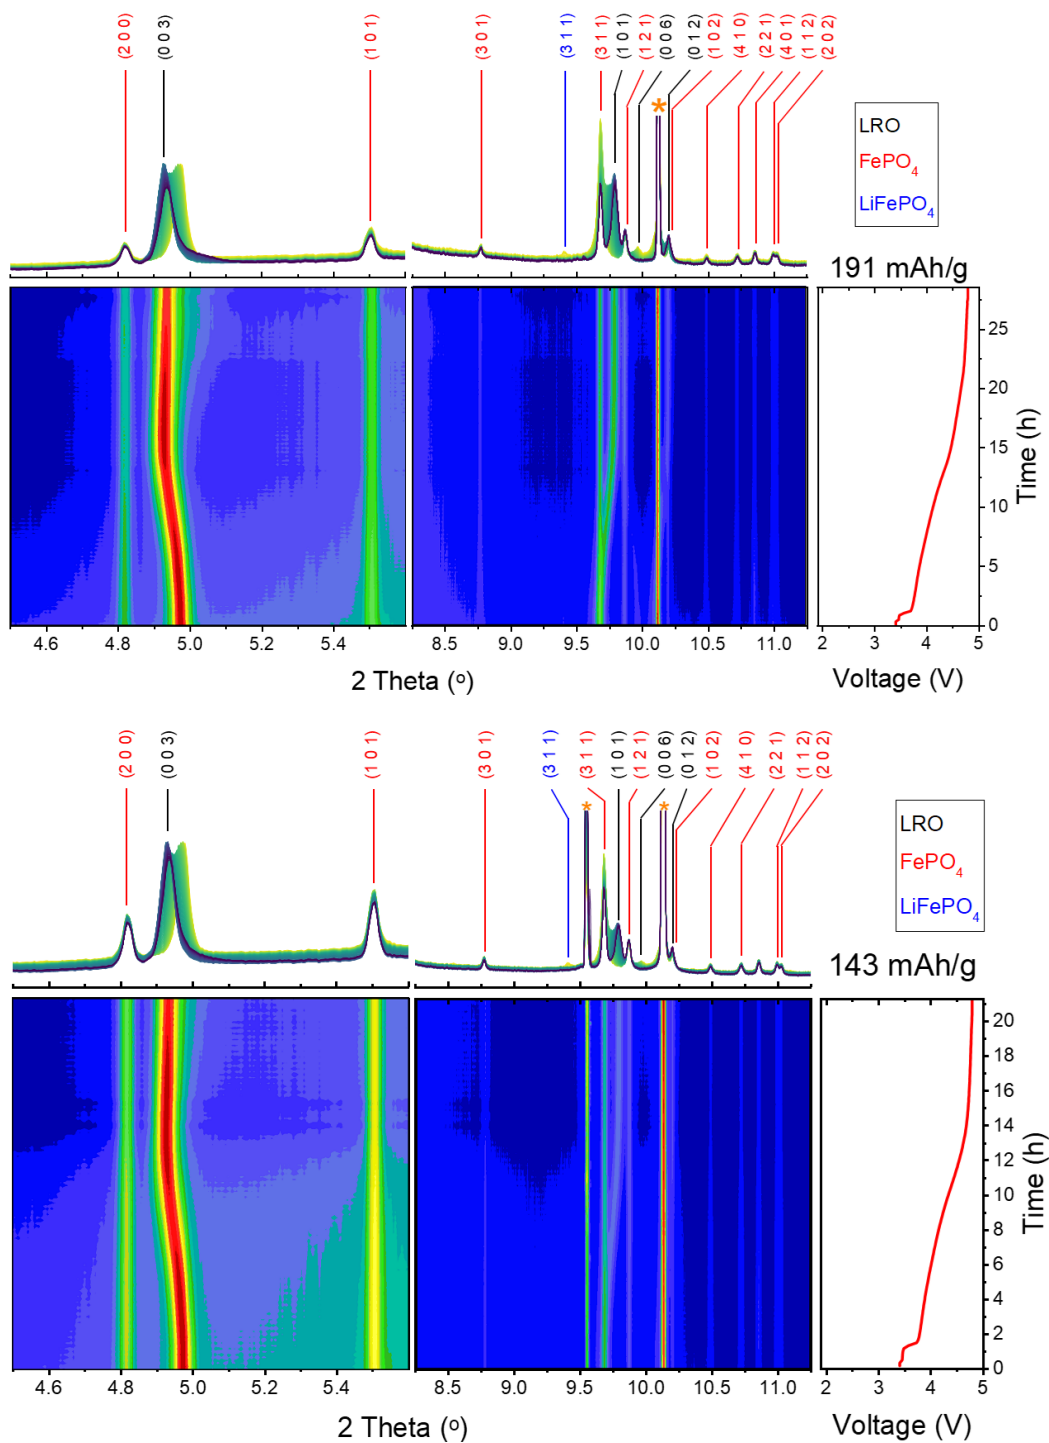 (2 0 0)
(0 0 3)
(1 0 1)
(3 0 1)
(3 1 1)
(3 1 1)
(1 0 1)
(1 2 1)
(0 0 6)
(0 1 2)
(1 0 2)
(4 1 0)
(2 2 1)
(4 0 1)
(1 1 2)
(2 0 2)
*
LRO
FePO₄
LiFePO₄
191 mAh/g
25
20
15
10
5
0
Time (h)
4.6 4.8 5.0 5.2 5.4
8.5 9.0 9.5 10.0 10.5 11.0
2 3 4 5
2 Theta (°)
Voltage (V)
(2 0 0)
(0 0 3)
(1 0 1)
(3 0 1)
(3 1 1)
(3 1 1)
(1 0 1)
(1 2 1)
(0 0 6)
(0 1 2)
(1 0 2)
(4 1 0)
(2 2 1)
(1 1 2)
(2 0 2)
* *
LRO
FePO₄
LiFePO₄
143 mAh/g
20
18
16
14
12
10
8
6
4
2
0
Time (h)
4.6 4.8 5.0 5.2 5.4
8.5 9.0 9.5 10.0 10.5 11.0
2 3 4 5
2 Theta (°)
Voltage (V)